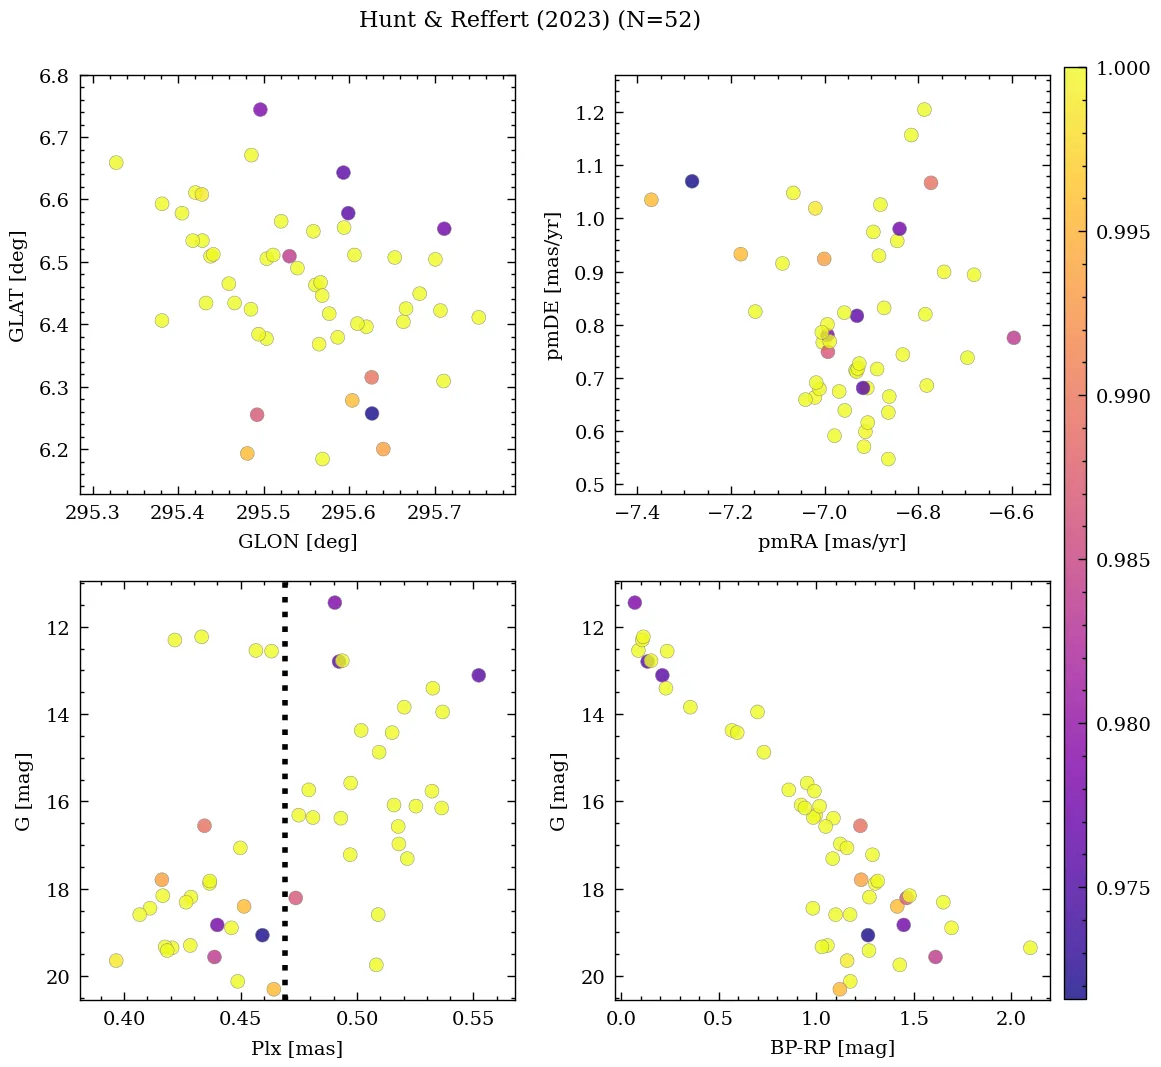 Hunt & Reffert (2023) (N=52)
6.8
6.7
6.6
6.5
6.4
6.3
6.2
GLAT [deg]
295.3 295.4 295.5 295.6 295.7
GLON [deg]
1.2
1.1
1.0
0.9
0.8
0.7
0.6
0.5
pmDE [mas/yr]
−7.4 −7.2 −7.0 −6.8 −6.6
pmRA [mas/yr]
12
14
16
18
20
G [mag]
0.40 0.45 0.50 0.55
Plx [mas]
12
14
16
18
20
G [mag]
0.0 0.5 1.0 1.5 2.0
BP-RP [mag]
1.000
0.995
0.990
0.985
0.980
0.975